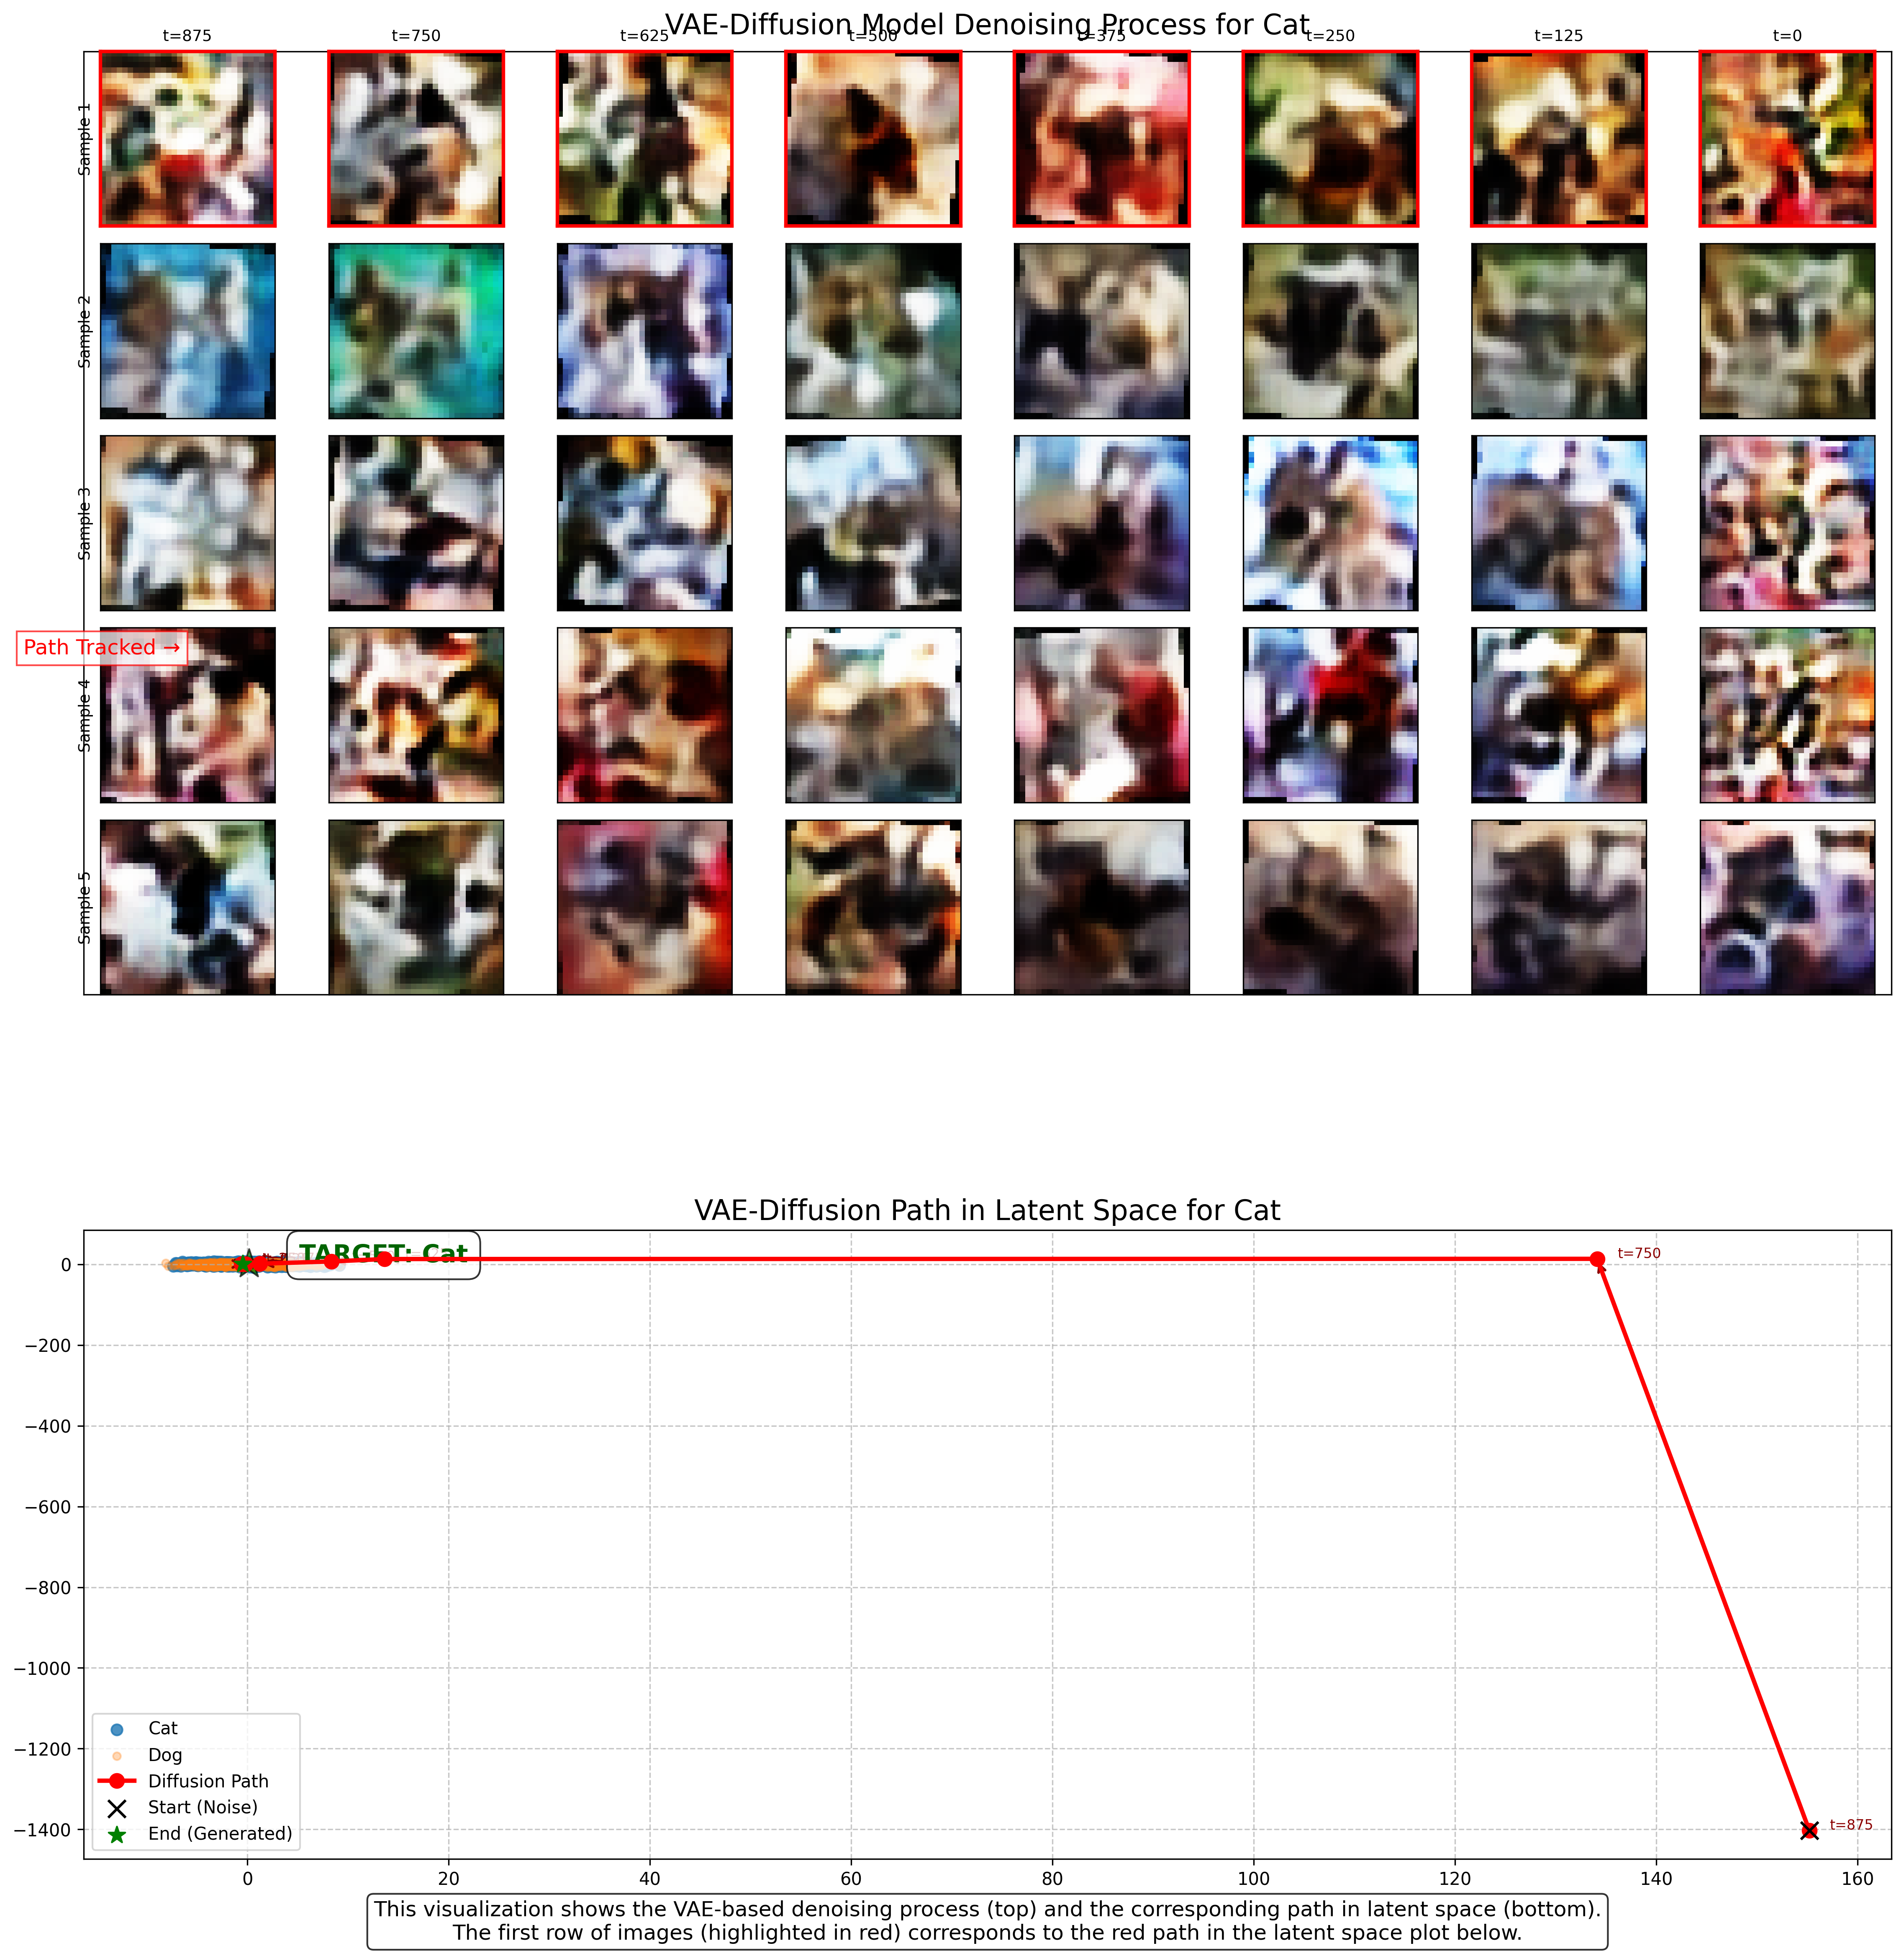 VAE-Diffusion Model Denoising Process for Cat
t=875 t=750 t=625 t=500 t=375 t=250 t=125 t=0
Sample 1
Sample 2
Sample 3
Path Tracked →
Sample 4
Sample 5
VAE-Diffusion Path in Latent Space for Cat
TARGET: Cat
t=750
t=875
0
−200
−400
−600
−800
−1000
−1200
−1400
Cat
Dog
Diffusion Path
Start (Noise)
End (Generated)
0 20 40 60 80 100 120 140 160
This visualization shows the VAE-based denoising process (top) and the corresponding path in latent space (bottom).
The first row of images (highlighted in red) corresponds to the red path in the latent space plot below.